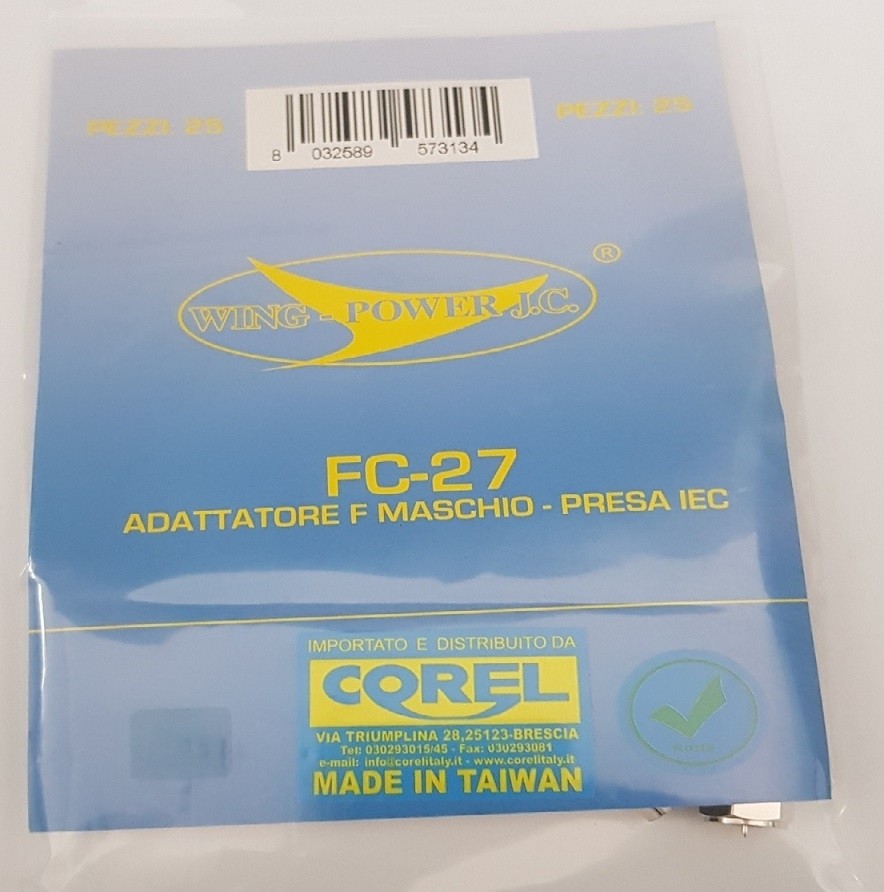 PEZZI: 25
PEZZI: 25
8 032589 573134
WING - POWER J.C. ®
FC-27
ADATTATORE F MASCHIO - PRESA IEC
IMPORTATO E DISTRIBUITO DA
COREL
VIA TRIUMPLINA 28,25123-BRESCIA
Tel: 030293015/45 - Fax: 030293081
e-mail: info@corelitaly.it - www.corelitaly.it
MADE IN TAIWAN
RoHS